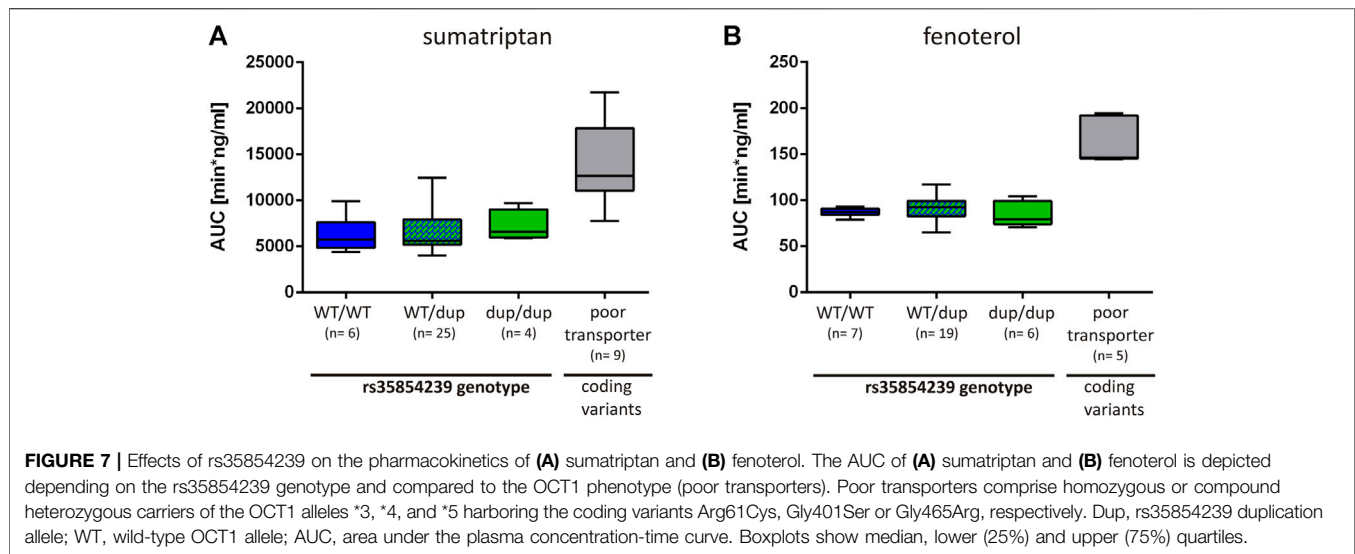 A
sumatriptan
AUC [min*ng/ml]
25000
20000
15000
10000
5000
0
WT/WT
(n= 6)
WT/dup
(n= 25)
dup/dup
(n= 4)
poor
transporter
(n= 9)
rs35854239 genotype
coding
variants
B
fenoterol
AUC [min*ng/ml]
250
200
150
100
50
0
WT/WT
(n= 7)
WT/dup
(n= 19)
dup/dup
(n= 6)
poor
transporter
(n= 5)
rs35854239 genotype
coding
variants
FIGURE 7 | Effects of rs35854239 on the pharmacokinetics of (A) sumatriptan and (B) fenoterol. The AUC of (A) sumatriptan and (B) fenoterol is depicted
depending on the rs35854239 genotype and compared to the OCT1 phenotype (poor transporters). Poor transporters comprise homozygous or compound
heterozygous carriers of the OCT1 alleles *3, *4, and *5 harboring the coding variants Arg61Cys, Gly401Ser or Gly465Arg, respectively. Dup, rs35854239 duplication
allele; WT, wild-type OCT1 allele; AUC, area under the plasma concentration-time curve. Boxplots show median, lower (25%) and upper (75%) quartiles.